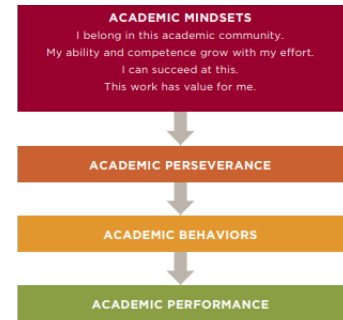 ACADEMIC MINDSETS
I belong in this academic community.
My ability and competence grow with my effort.
I can succeed at this.
This work has value for me.
ACADEMIC PERSEVERANCE
ACADEMIC BEHAVIORS
ACADEMIC PERFORMANCE